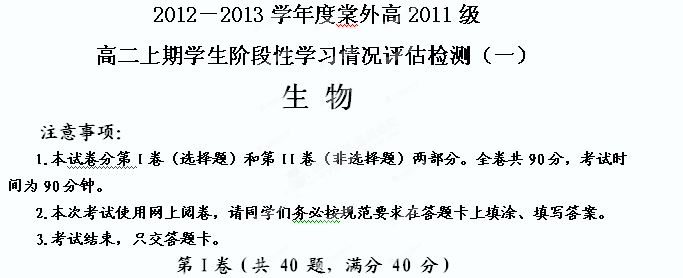 2012－2013 学年度棠外高 2011 级
高二上期学生阶段性学习情况评估检测（一）
生 物
注意事项：
1.本试卷分第 I 卷（选择题）和第 II 卷（非选择题）两部分。全卷共 90 分，考试时
间为 90 分钟。
2.本次考试使用网上阅卷，请同学们务必按规范要求在答题卡上填涂、填写答案。
3.考试结束，只交答题卡。
第 I 卷（共 40 题，满分 40 分）